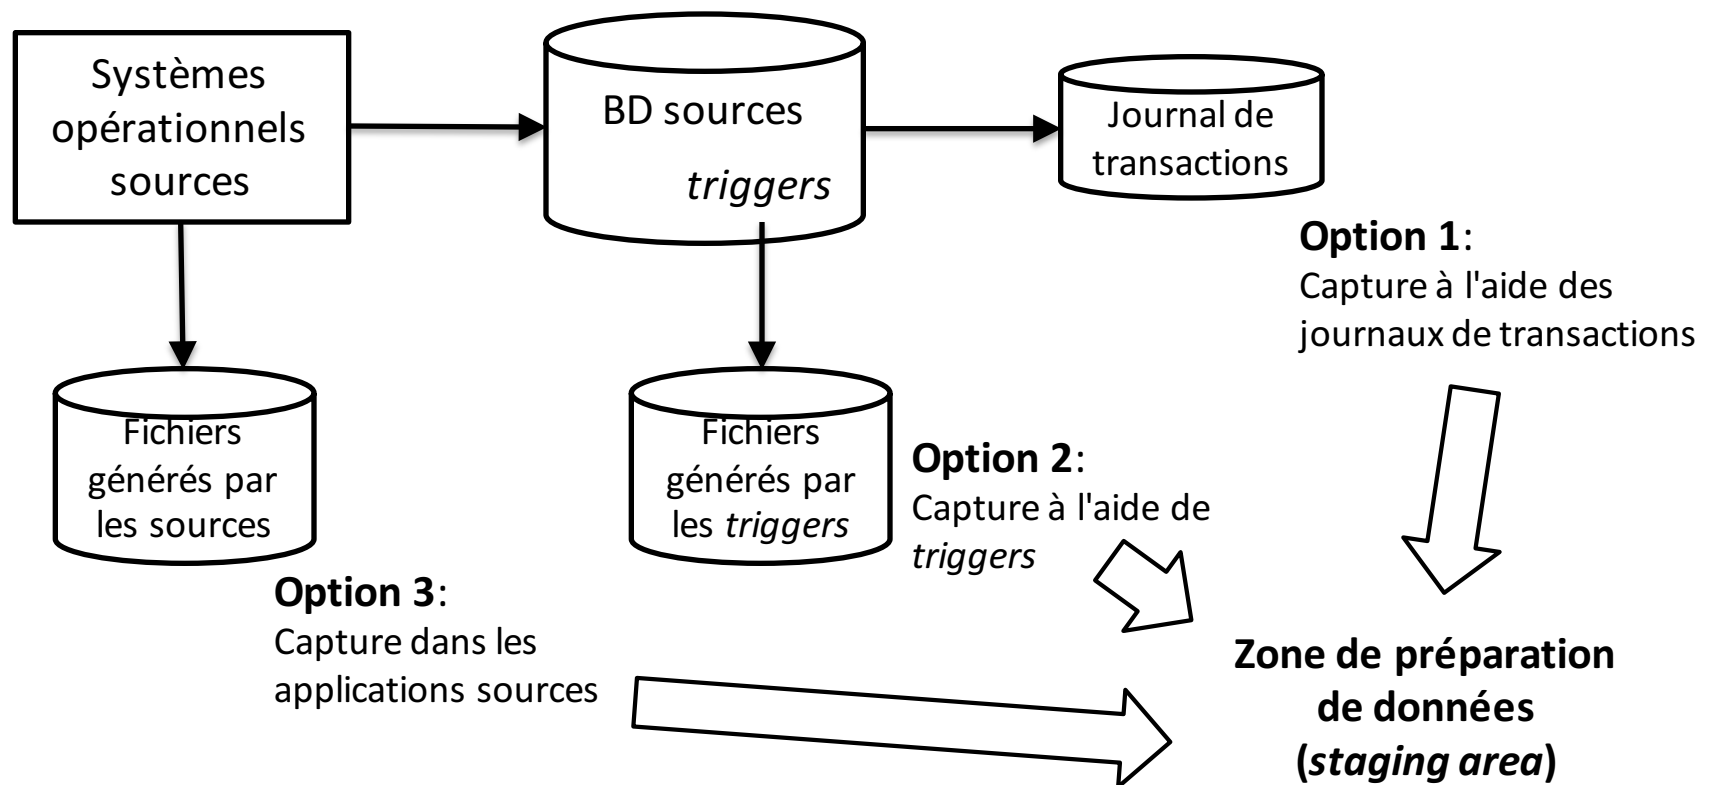 Systèmes
opérationnels
sources
BD sources
triggers
Journal de
transactions
Option 1:
Capture à l'aide des
journaux de transactions
Fichiers
générés par
les sources
Fichiers
générés par
les triggers
Option 2:
Capture à l'aide de
triggers
Option 3:
Capture dans les
applications sources
Zone de préparation
de données
(staging area)